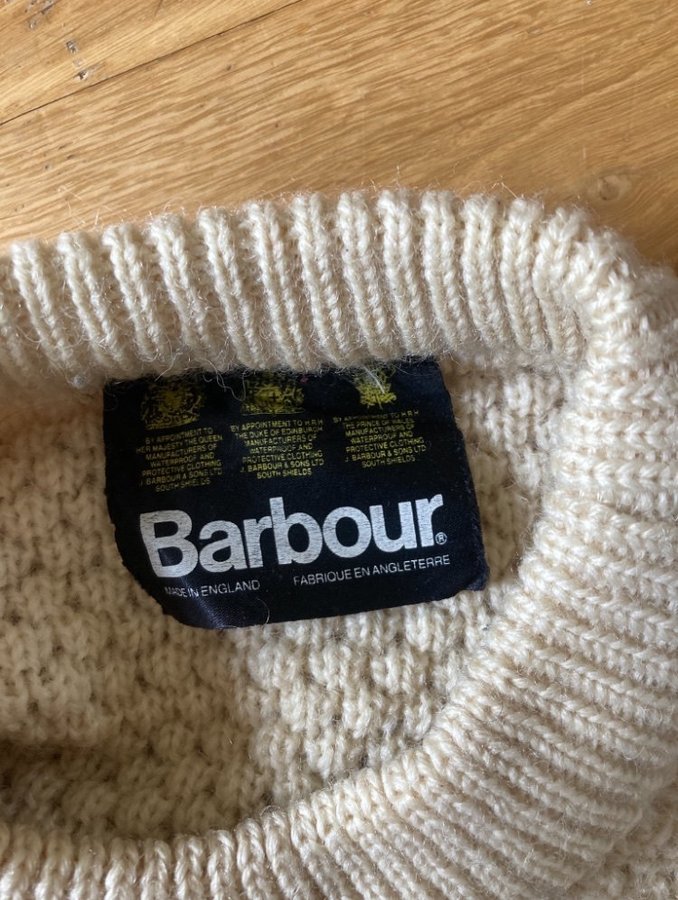 BY APPOINTMENT TO
HER MAJESTY THE QUEEN
MANUFACTURERS OF
WATERPROOF AND
PROTECTIVE CLOTHING
J. BARBOUR & SONS LTD
SOUTH SHIELDS
BY APPOINTMENT TO H.R.H.
THE DUKE OF EDINBURGH
MANUFACTURERS OF
WATERPROOF AND
PROTECTIVE CLOTHING
J. BARBOUR & SONS LTD
SOUTH SHIELDS
BY APPOINTMENT TO H.R.H.
THE PRINCE OF WALES
MANUFACTURERS OF
WATERPROOF AND
PROTECTIVE CLOTHING
J. BARBOUR & SONS LTD
SOUTH SHIELDS
Barbour®
MADE IN ENGLAND
FABRIQUE EN ANGLETERRE